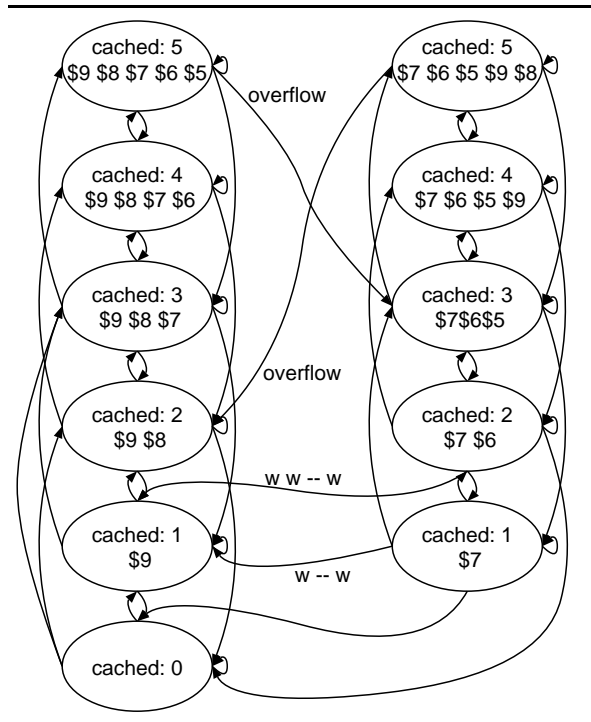 cached: 5
$9 $8 $7 $6 $5
cached: 5
$7 $6 $5 $9 $8
overflow
cached: 4
$9 $8 $7 $6
cached: 4
$7 $6 $5 $9
cached: 3
$9 $8 $7
cached: 3
$7$6$5
overflow
cached: 2
$9 $8
cached: 2
$7 $6
w w -- w
cached: 1
$9
cached: 1
$7
w -- w
cached: 0